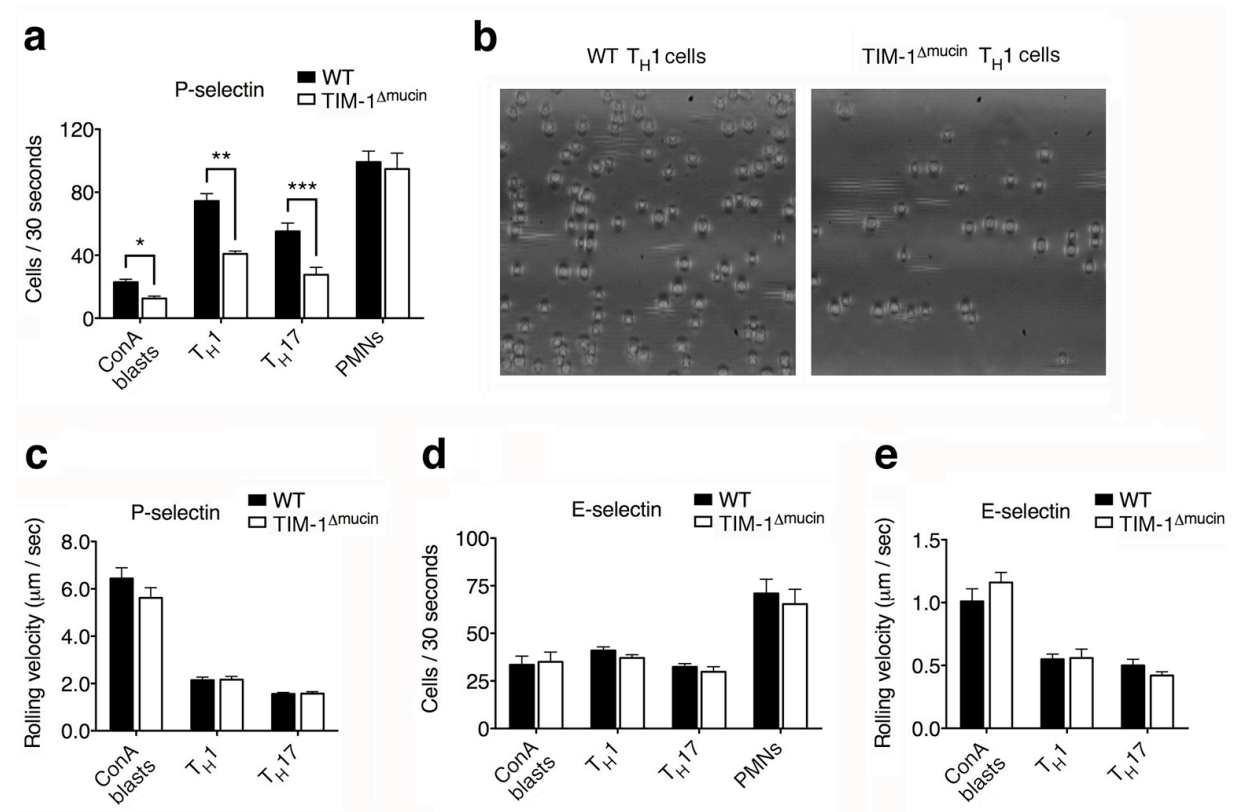 a
P-selectin
WT
TIM-1Δmucin
Cells / 30 seconds
120
80
40
0
*
**
***
ConA blasts
TH1
TH17
PMNs
b
WT TH1 cells
TIM-1Δmucin TH1 cells
c
P-selectin
WT
TIM-1Δmucin
Rolling velocity (μm / sec)
8.0
6.0
4.0
2.0
0.0
ConA blasts
TH1
TH17
d
E-selectin
WT
TIM-1Δmucin
Cells / 30 seconds
100
75
50
25
0
ConA blasts
TH1
TH17
PMNs
e
E-selectin
WT
TIM-1Δmucin
Rolling velocity (μm / sec)
1.5
1.0
0.5
0.0
ConA blasts
TH1
TH17